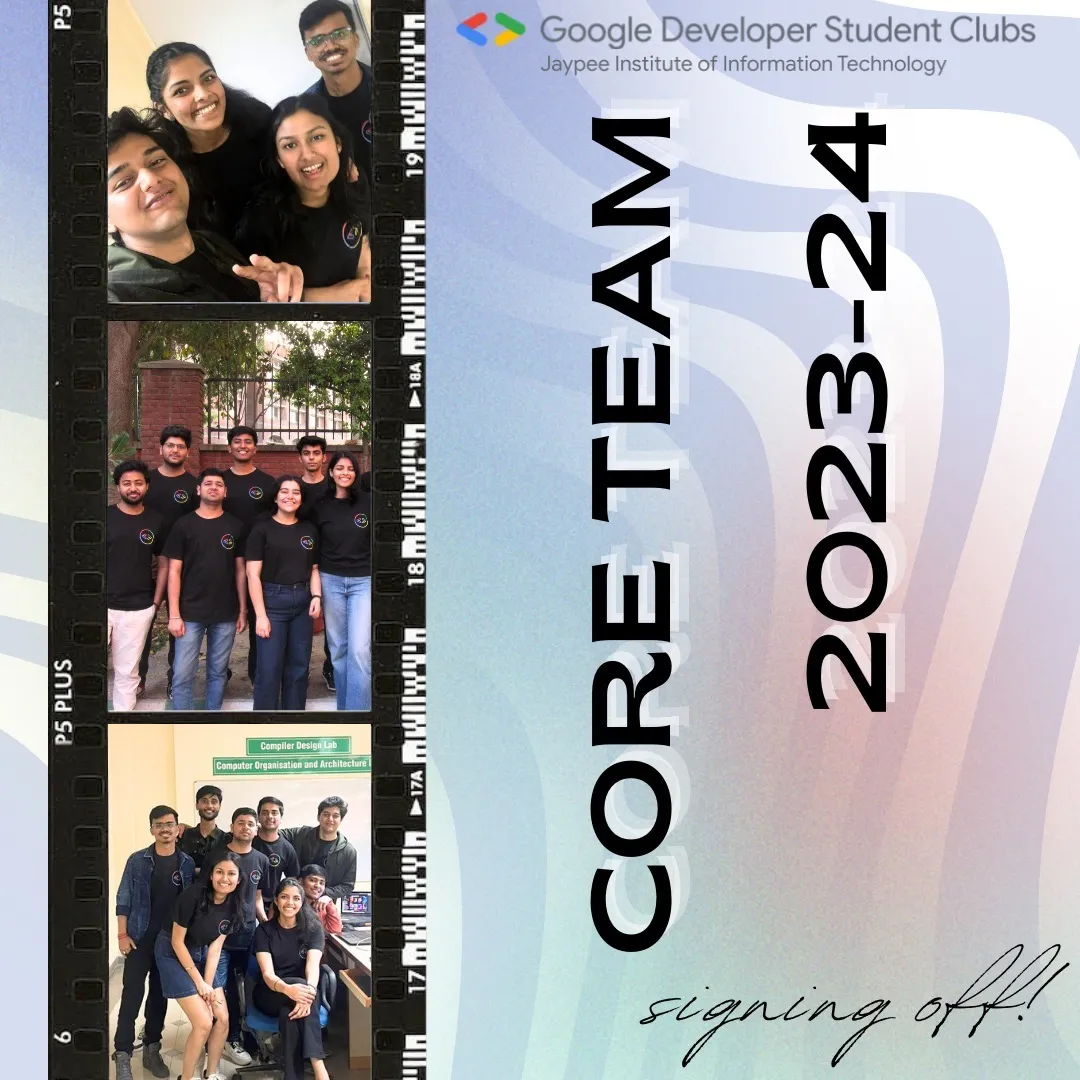 Google Developer Student Clubs
Jaypee Institute of Information Technology
CORE TEAM
2023-24
signing off!
P5
19
▶18A
18
P5 PLUS
▶17A
17
6
Compiler Design Lab
Computer Organisation and Architecture